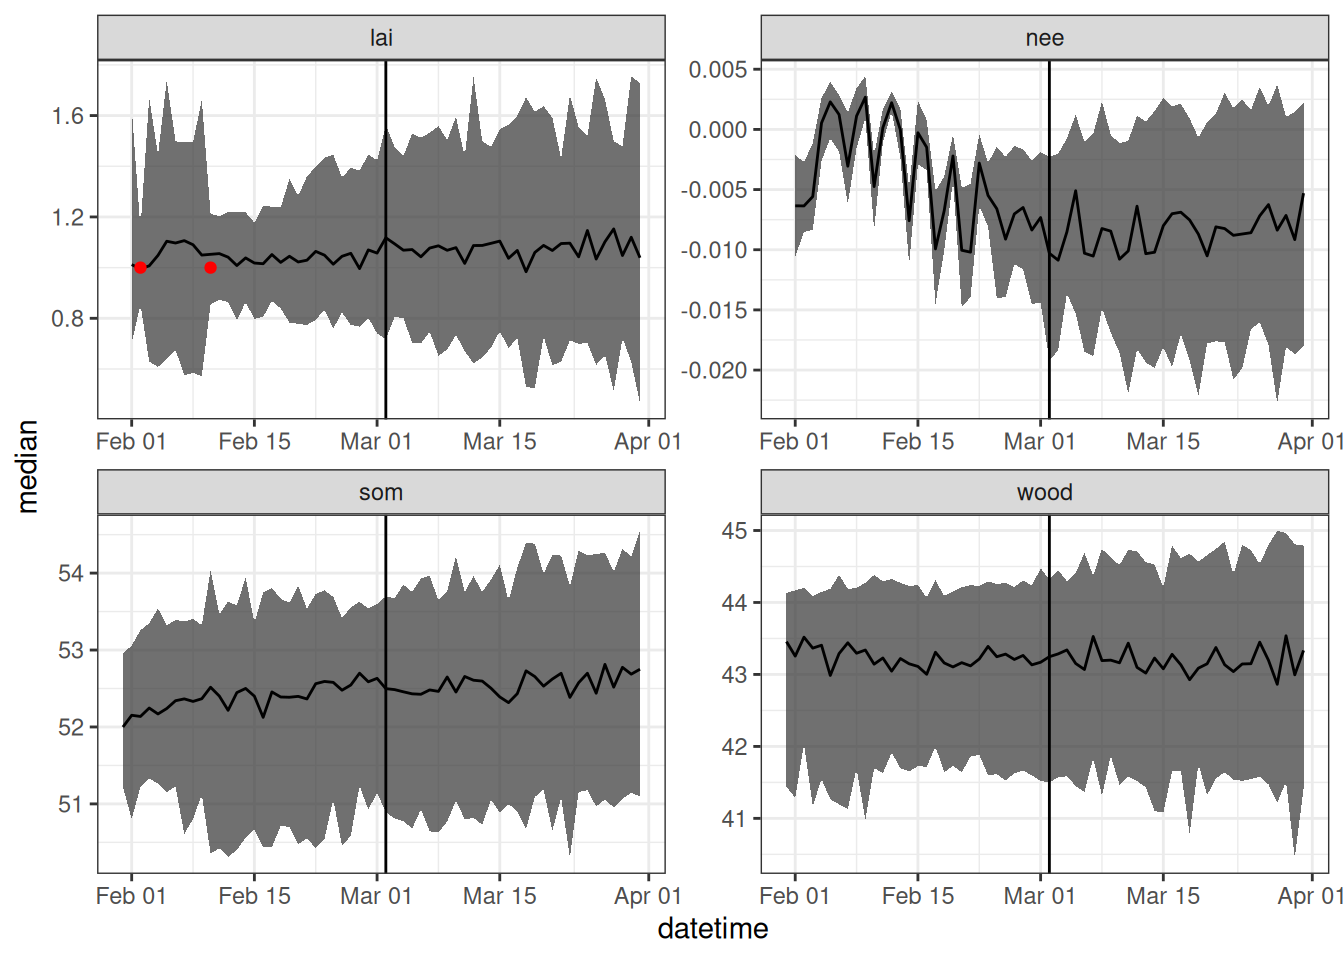 lai
nee
1.6
1.2
0.8
0.005
0.000
-0.005
-0.010
-0.015
-0.020
Feb 01 Feb 15 Mar 01 Mar 15 Apr 01
Feb 01 Feb 15 Mar 01 Mar 15 Apr 01
median
som
wood
54
53
52
51
45
44
43
42
41
Feb 01 Feb 15 Mar 01 Mar 15 Apr 01
Feb 01 Feb 15 Mar 01 Mar 15 Apr 01
datetime